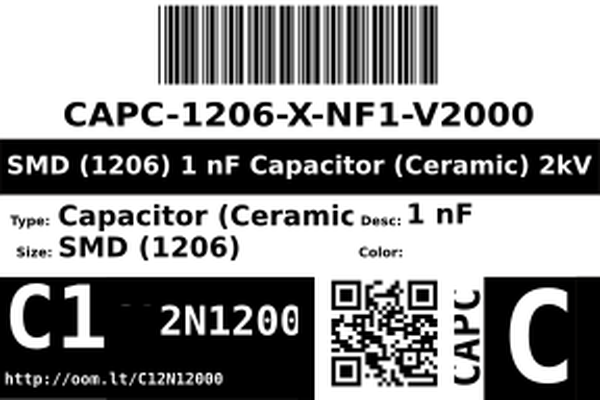 CAPC-1206-X-NF1-V2000
SMD (1206) 1 nF Capacitor (Ceramic) 2kV
Type: Capacitor (Ceramic Desc: 1 nF
Size: SMD (1206) Color:
C1 2N1200
http://oom.lt/C12N12000
CAPC
C